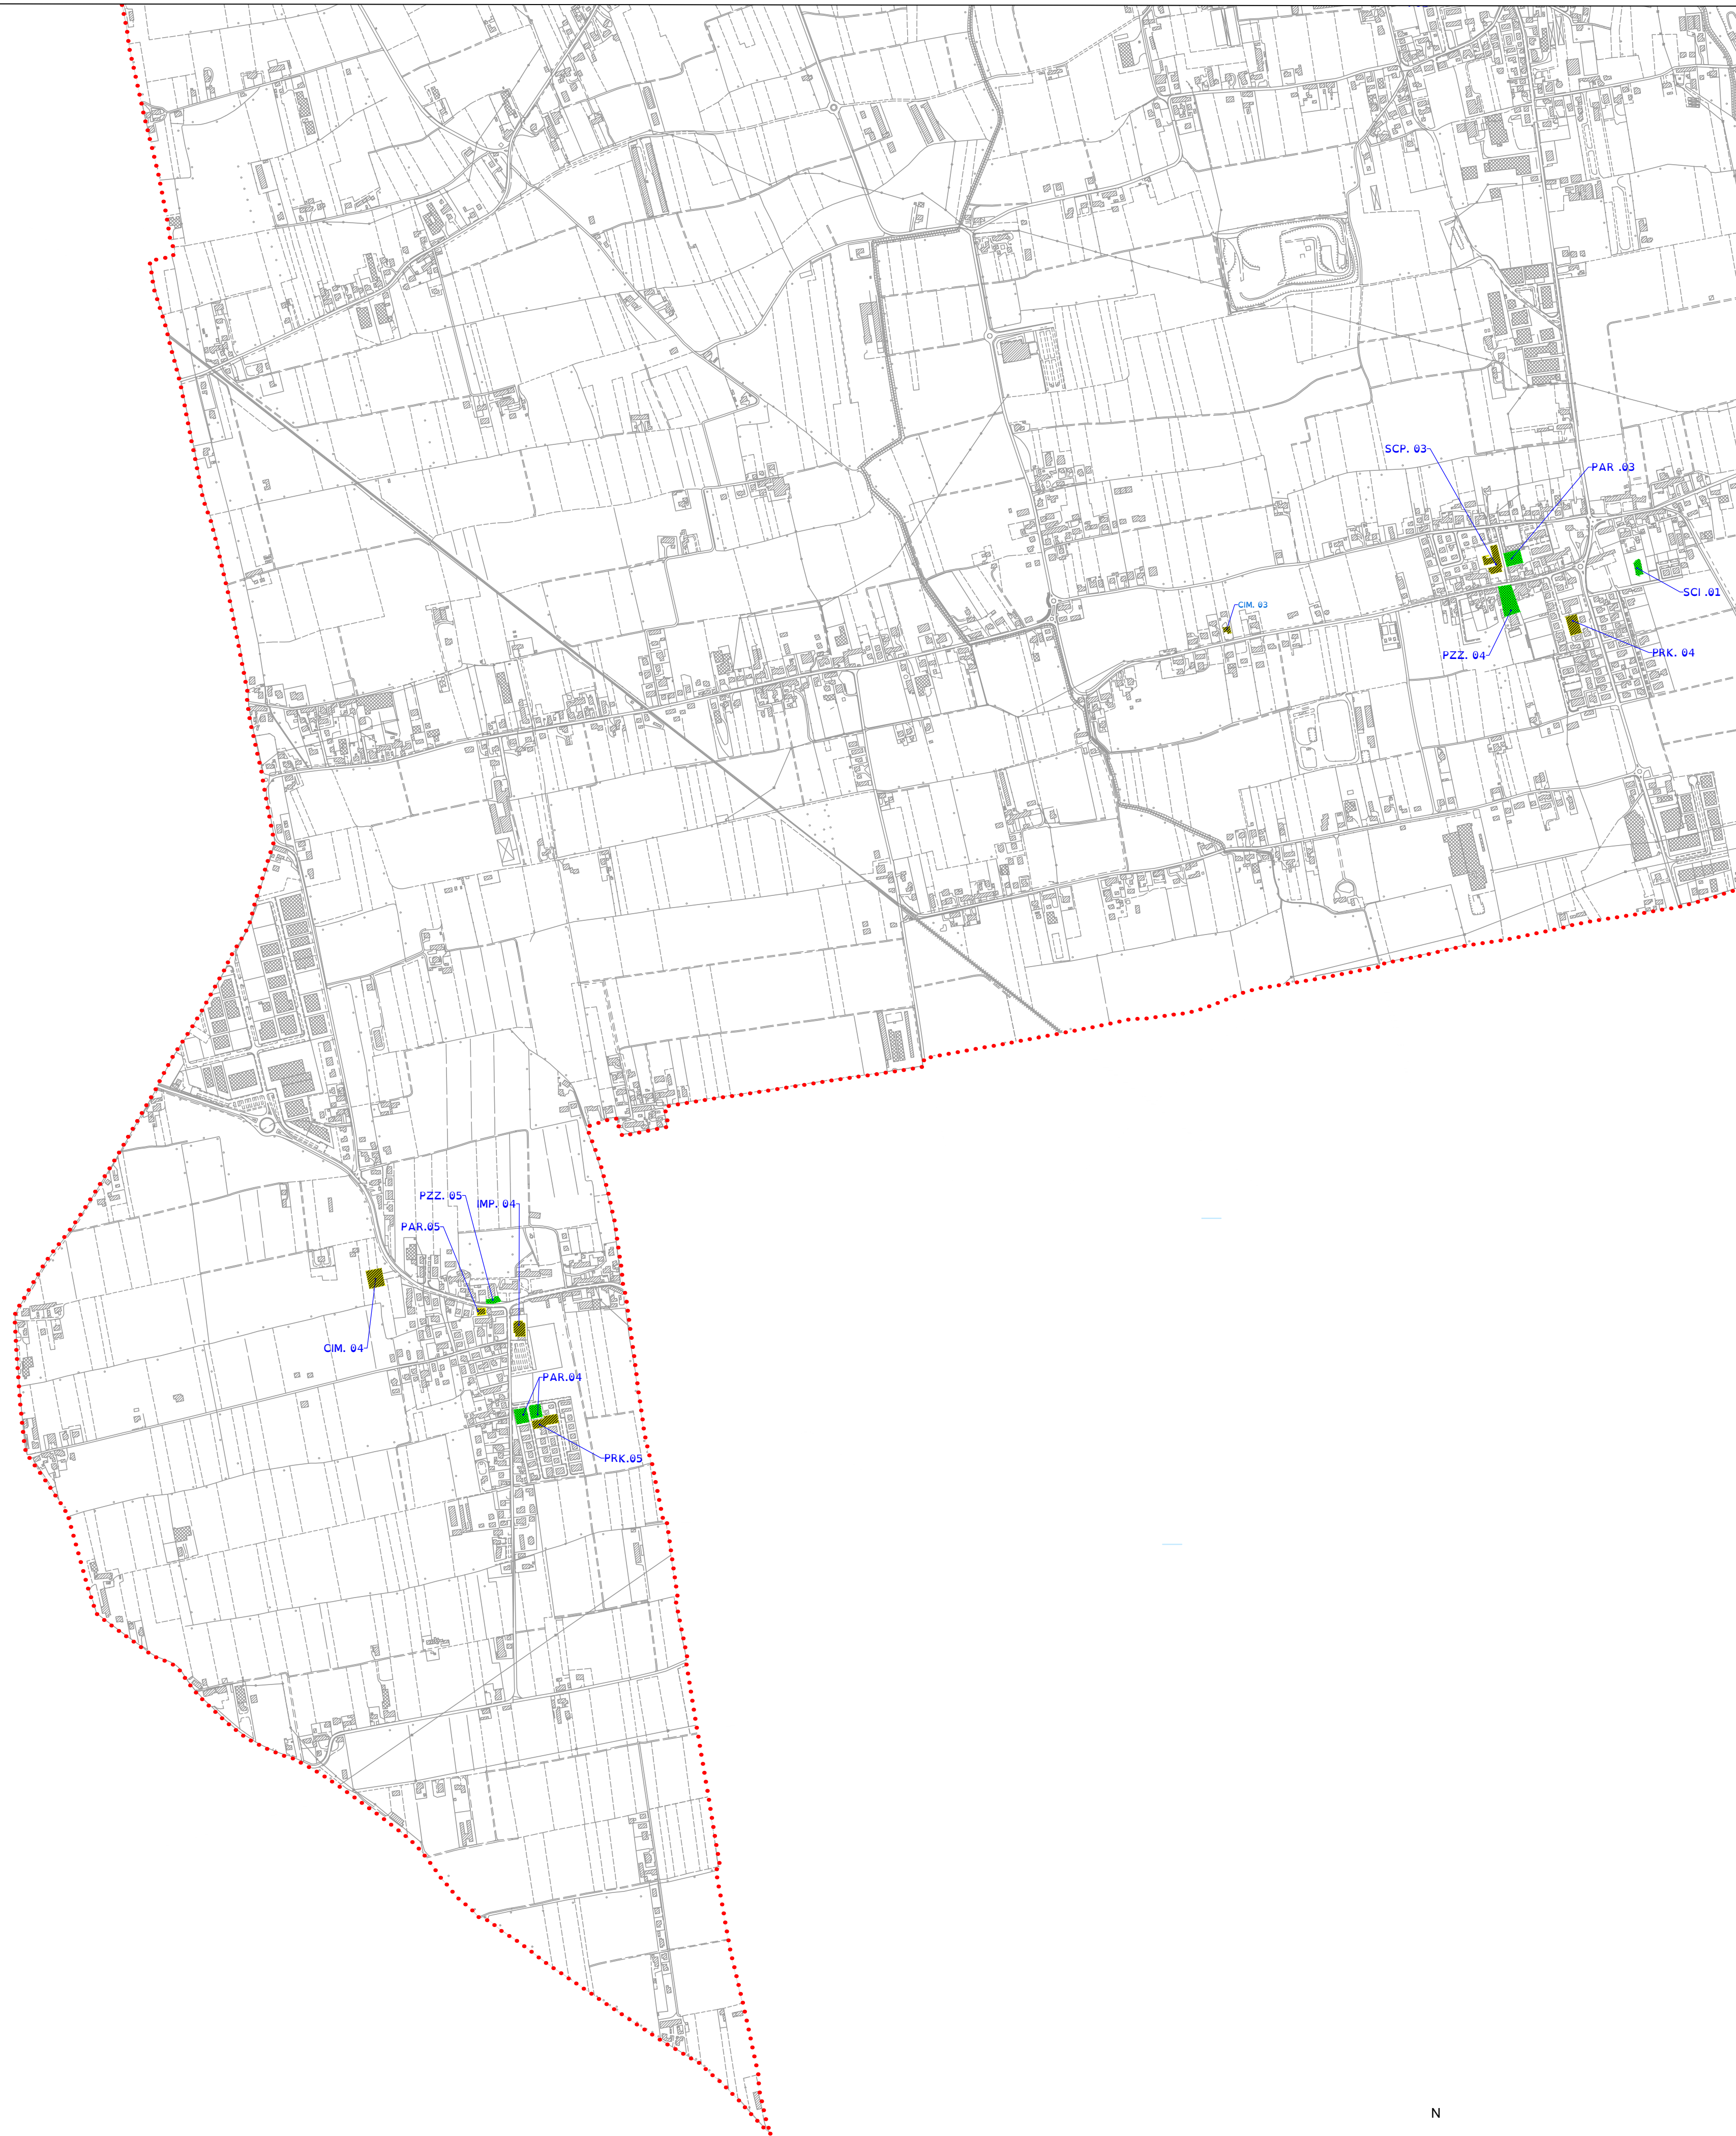 SCP. 03
PAR .03
SCI .01
CIM. 03
PZZ. 04
PRK. 04
PZZ. 05
IMP. 04
PAR.05
CIM. 04
PAR.04
PRK.05
N